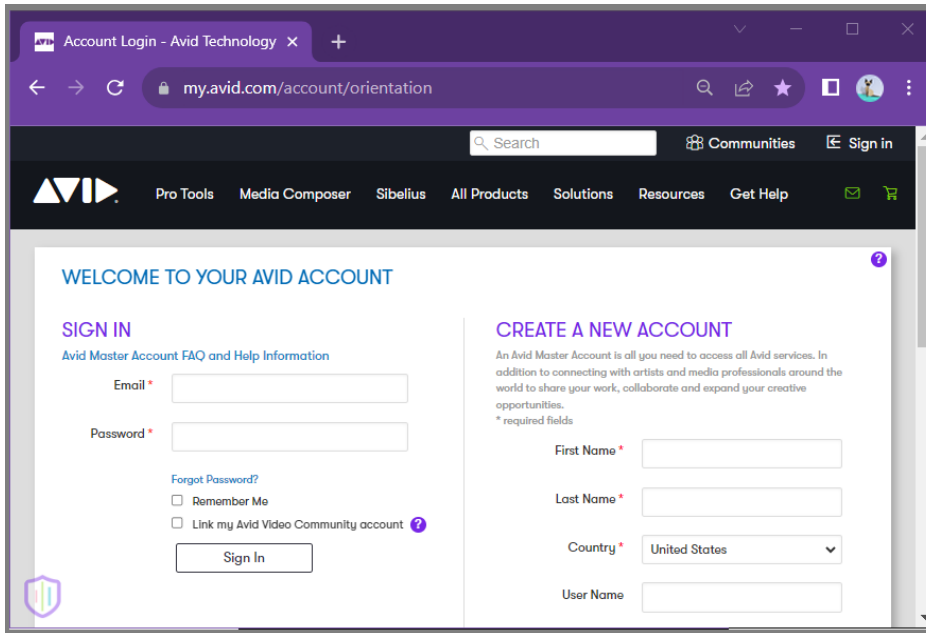 Account Login - Avid Technology
my.avid.com/account/orientation
Search
Communities
Sign in
AVID
Pro Tools
Media Composer
Sibelius
All Products
Solutions
Resources
Get Help
?
WELCOME TO YOUR AVID ACCOUNT
SIGN IN
Avid Master Account FAQ and Help Information
Email *
Password *
Forgot Password?
Remember Me
Link my Avid Video Community account ?
Sign In
CREATE A NEW ACCOUNT
An Avid Master Account is all you need to access all Avid services. In
addition to connecting with artists and media professionals around the
world to share your work, collaborate and expand your creative
opportunities.
* required fields
First Name *
Last Name *
Country *
United States
User Name